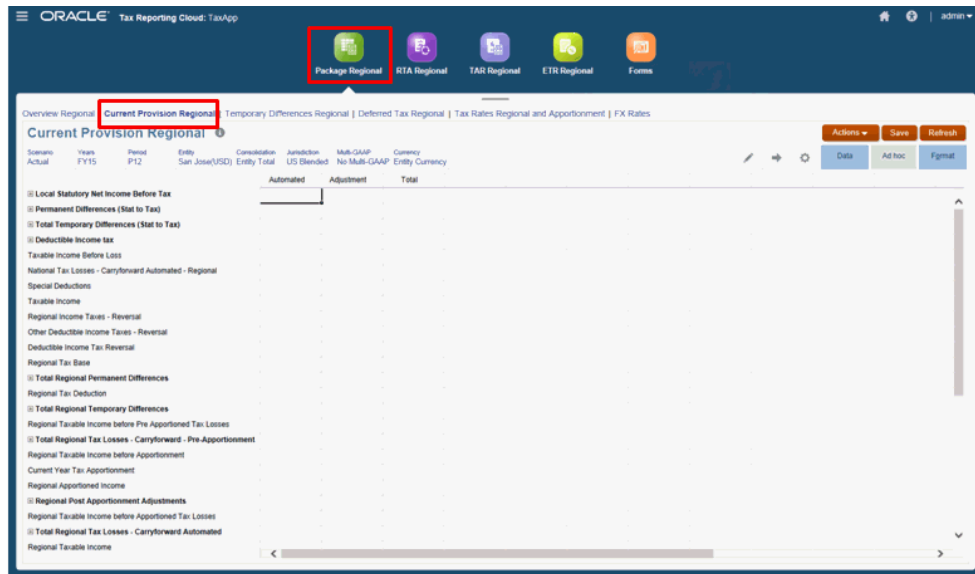 ORACLE Tax Reporting Cloud: TaxApp
admin
Package Regional RTA Regional TAR Regional ETR Regional Forms
Overview Regional | Current Provision Regional | Temporary Differences Regional | Deferred Tax Regional | Tax Rates Regional and Apportionment | FX Rates
Current Provision Regional
Actions Save Refresh
Scenario Years Period Entity Consolidation Jurisdiction Multi-GAAP Currency
Actual FY15 P12 San Jose(USD) Entity Total US Blended No Multi-GAAP Entity Currency
Data Ad hoc Format
Automated Adjustment Total
Local Statutory Net Income Before Tax
Permanent Differences (Stat to Tax)
Total Temporary Differences (Stat to Tax)
Deductible Income tax
Taxable Income Before Loss
National Tax Losses - Carryforward Automated - Regional
Special Deductions
Taxable Income
Regional Income Taxes - Reversal
Other Deductible Income Taxes - Reversal
Deductible Income Tax Reversal
Regional Tax Base
Total Regional Permanent Differences
Regional Tax Deduction
Total Regional Temporary Differences
Regional Taxable Income before Pre Apportioned Tax Losses
Total Regional Tax Losses - Carryforward - Pre-Apportionment
Regional Taxable Income before Apportionment
Current Year Tax Apportionment
Regional Apportioned Income
Regional Post Apportionment Adjustments
Regional Taxable Income before Apportioned Tax Losses
Total Regional Tax Losses - Carryforward Automated
Regional Taxable Income